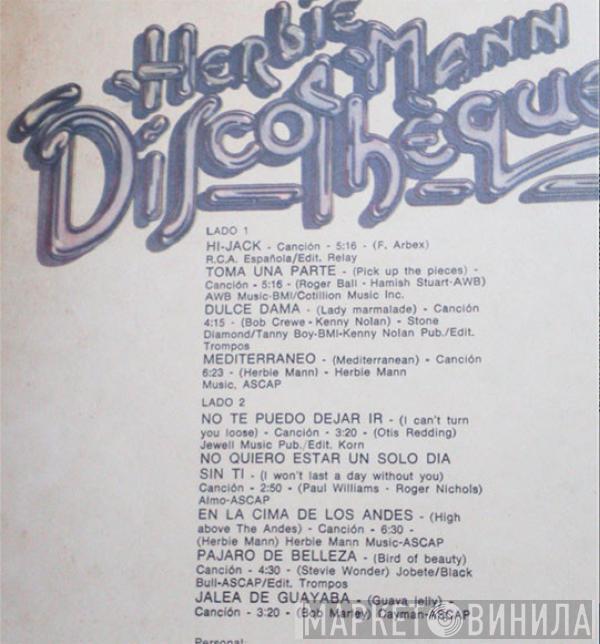 Herbie Mann
Discothèque
LADO 1
HI-JACK - Canción - 5:16 - (F. Arbex)
R.C.A. Española/Edit. Relay
TOMA UNA PARTE - (Pick up the pieces) -
Canción - 5:16 - (Roger Ball - Hamish Stuart-AWB)
AWB Music-BMI/Cotillion Music Inc.
DULCE DAMA - (Lady marmalade) - Canción
4:15 - (Bob Crewe - Kenny Nolan) - Stone
Diamond/Tanny Boy-BMI-Kenny Nolan Pub./Edit.
Trompos
MEDITERRANEO - (Mediterranean) - Canción
6:23 - (Herbie Mann) - Herbie Mann
Music, ASCAP
LADO 2
NO TE PUEDO DEJAR IR - (I can't turn
you loose) - Canción - 3:20 - (Otis Redding)
Jewell Music Pub./Edit. Korn
NO QUIERO ESTAR UN SOLO DIA
SIN TI - (I won't last a day without you)
Canción - 2:50 - (Paul Williams - Roger Nichols)
Almo-ASCAP
EN LA CIMA DE LOS ANDES - (High
above The Andes) - Canción - 6:30 -
(Herbie Mann) Herbie Mann Music-ASCAP
PAJARO DE BELLEZA - (Bird of beauty)
Canción - 4:30 - (Stevie Wonder) Jobete/Black
Bull-ASCAP/Edit. Trompos
JALEA DE GUAYABA - (Guava jelly) -
Canción - 3:20 - (Bob Marley) Cayman-ASCAP
МАРКЕТ ВИНИЛА
Personal: